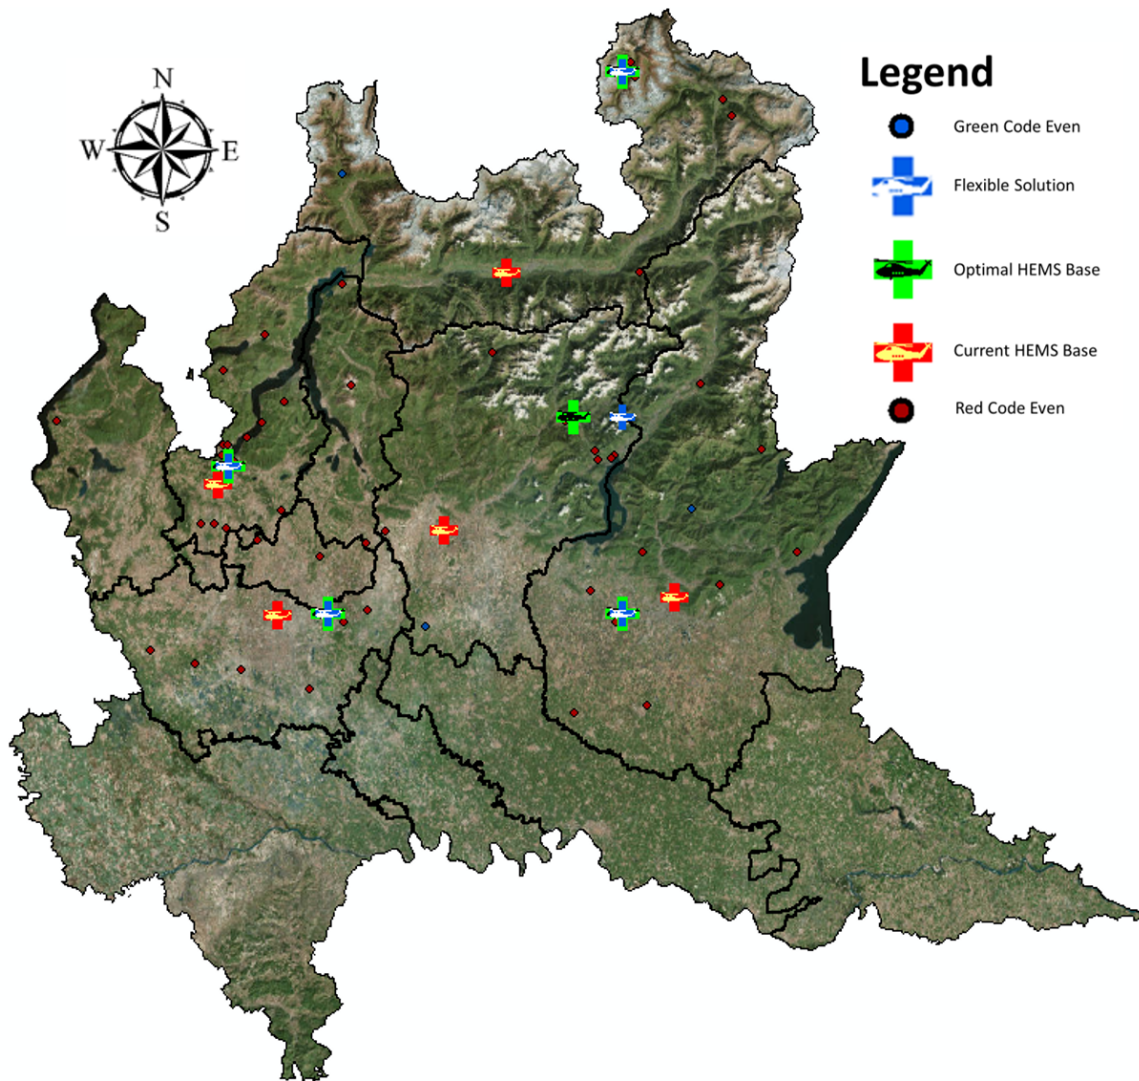 N
W
E
S
Legend
Green Code Even
Flexible Solution
Optimal HEMS Base
Current HEMS Base
Red Code Even